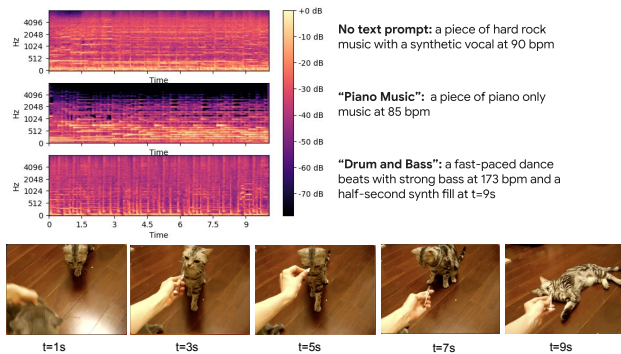 4096
2048
1024
512
0
Hz
Time
4096
2048
1024
512
0
Hz
Time
4096
2048
1024
512
0
Hz
0 1.5 3 4.5 6 7.5 9
Time
+0 dB
-10 dB
-20 dB
-30 dB
-40 dB
-50 dB
-60 dB
-70 dB
No text prompt: a piece of hard rock
music with a synthetic vocal at 90 bpm
“Piano Music”: a piece of piano only
music at 85 bpm
“Drum and Bass”: a fast-paced dance
beats with strong bass at 173 bpm and a
half-second synth fill at t=9s
t=1s t=3s t=5s t=7s t=9s